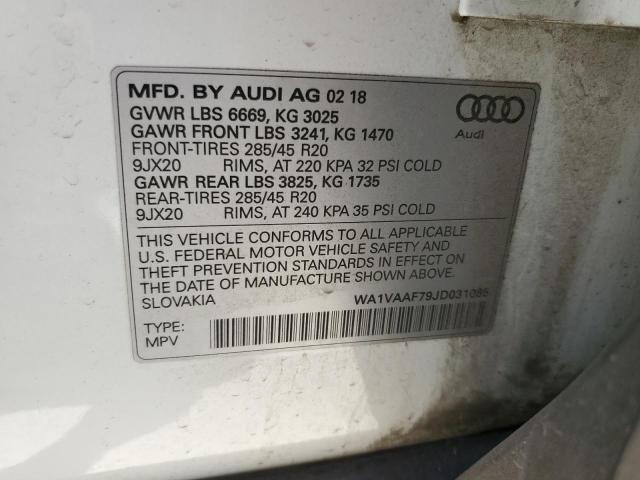 MFD. BY AUDI AG 02 18
GVWR LBS 6669, KG 3025
GAWR FRONT LBS 3241, KG 1470
FRONT-TIRES 285/45 R20
9JX20 RIMS, AT 220 KPA 32 PSI COLD
GAWR REAR LBS 3825, KG 1735
REAR-TIRES 285/45 R20
9JX20 RIMS, AT 240 KPA 35 PSI COLD
Audi
THIS VEHICLE CONFORMS TO ALL APPLICABLE
U.S. FEDERAL MOTOR VEHICLE SAFETY AND
THEFT PREVENTION STANDARDS IN EFFECT ON
THE DATE OF MANUFACTURE SHOWN ABOVE.
SLOVAKIA WA1VAAF79JD031085
TYPE:
MPV